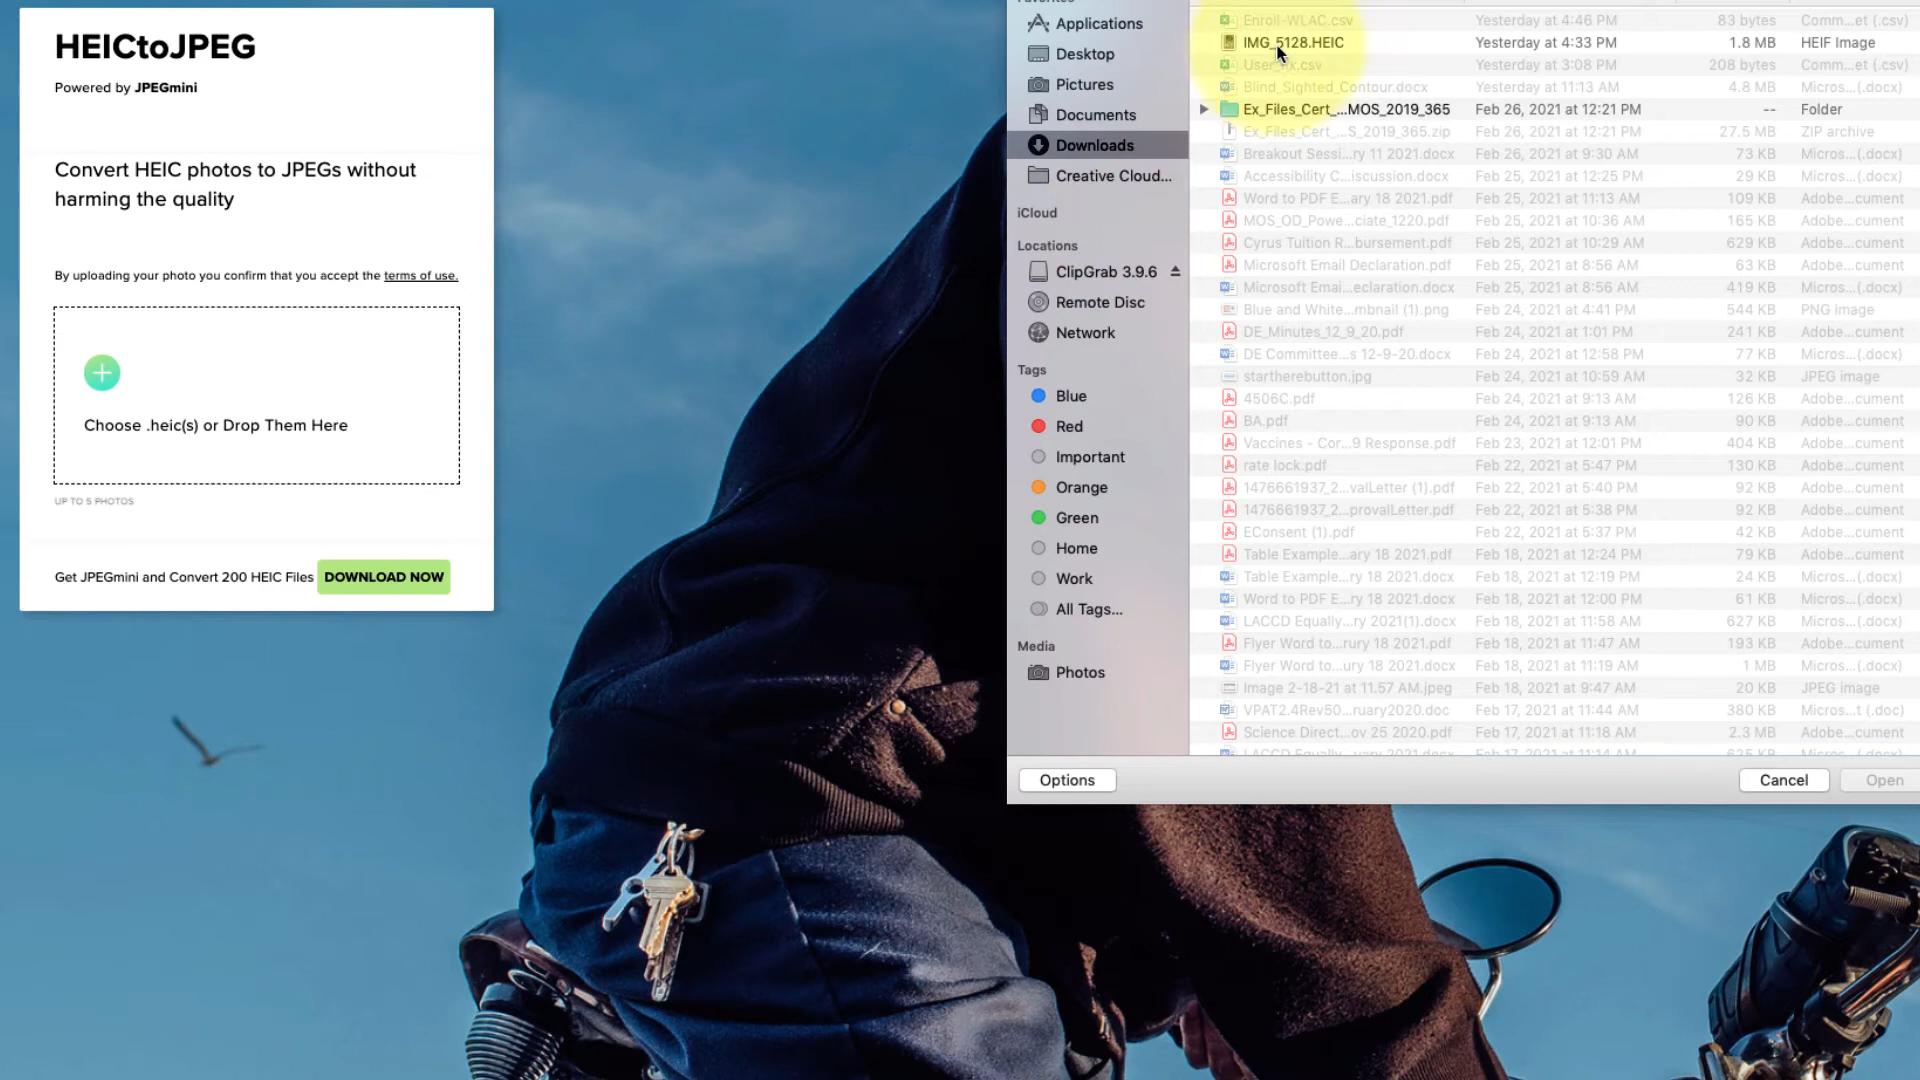 HEICtoJPEG
Powered by JPEGmini
Convert HEIC photos to JPEGs without
harming the quality
By uploading your photo you confirm that you accept the terms of use.
Choose .heic(s) or Drop Them Here
UP TO 5 PHOTOS
Get JPEGmini and Convert 200 HEIC Files DOWNLOAD NOW
Applications
Desktop
Pictures
Documents
Downloads
Creative Cloud...
iCloud
Locations
ClipGrab 3.9.6
Remote Disc
Network
Tags
Blue
Red
Important
Orange
Green
Home
Work
All Tags...
Media
Photos
Enroll-WLAC.csv Yesterday at 4:46 PM 83 bytes Comm...et (.csv)
IMG_5128.HEIC Yesterday at 4:33 PM 1.8 MB HEIF Image
Yesterday at 3:08 PM 208 bytes Comm...et (.csv)
Blind_Sighted_Contour.docx Yesterday at 11:13 AM 4.8 MB Micros...(.docx)
Ex_Files_Cert_...MOS_2019_365 Feb 26, 2021 at 12:21 PM -- Folder
Ex_Files_Cert_...S_2019_365.zip Feb 26, 2021 at 12:21 PM 27.5 MB ZIP archive
Breakout Sessi...ry 11 2021.docx Feb 26, 2021 at 9:30 AM 73 KB Micros...(.docx)
Accessibility C...iscussion.docx Feb 25, 2021 at 12:25 PM 29 KB Micros...(.docx)
Word to PDF E...ary 18 2021.pdf Feb 25, 2021 at 11:13 AM 109 KB Adobe...cument
MOS_OD_Powe...ciate_1220.pdf Feb 25, 2021 at 10:36 AM 165 KB Adobe...cument
Cyrus Tuition R...bursement.pdf Feb 25, 2021 at 10:29 AM 629 KB Adobe...cument
Microsoft Email Declaration.pdf Feb 25, 2021 at 8:56 AM 63 KB Adobe...cument
Microsoft Emai...eclaration.docx Feb 25, 2021 at 8:56 AM 419 KB Micros...(.docx)
Blue and White...mbnail (1).png Feb 24, 2021 at 4:41 PM 544 KB PNG image
DE_Minutes_12_9_20.pdf Feb 24, 2021 at 1:01 PM 241 KB Adobe...cument
DE Committee...s 12-9-20.docx Feb 24, 2021 at 12:58 PM 77 KB Micros...(.docx)
startherebutton.jpg Feb 24, 2021 at 10:59 AM 32 KB JPEG image
4506C.pdf Feb 24, 2021 at 9:13 AM 126 KB Adobe...cument
BA.pdf Feb 24, 2021 at 9:13 AM 90 KB Adobe...cument
Vaccines - Cor...9 Response.pdf Feb 23, 2021 at 12:01 PM 404 KB Adobe...cument
rate lock.pdf Feb 22, 2021 at 5:47 PM 130 KB Adobe...cument
1476661937_2...valLetter (1).pdf Feb 22, 2021 at 5:40 PM 92 KB Adobe...cument
1476661937_2...provalLetter.pdf Feb 22, 2021 at 5:38 PM 92 KB Adobe...cument
EConsent (1).pdf Feb 22, 2021 at 5:37 PM 42 KB Adobe...cument
Table Example...ary 18 2021.pdf Feb 18, 2021 at 12:24 PM 79 KB Adobe...cument
Table Example...ry 18 2021.docx Feb 18, 2021 at 12:19 PM 24 KB Micros...(.docx)
Word to PDF E...ry 18 2021.docx Feb 18, 2021 at 12:00 PM 61 KB Micros...(.docx)
LACCD Equally...ry 2021(1).docx Feb 18, 2021 at 11:58 AM 627 KB Micros...(.docx)
Flyer Word to...rury 18 2021.pdf Feb 18, 2021 at 11:47 AM 193 KB Adobe...cument
Flyer Word to...ury 18 2021.docx Feb 18, 2021 at 11:19 AM 1 MB Micros...(.docx)
Image 2-18-21 at 11.57 AM.jpeg Feb 18, 2021 at 9:47 AM 20 KB JPEG image
VPAT2.4Rev50...ruary2020.doc Feb 17, 2021 at 11:44 AM 380 KB Micros...t (.doc)
Science Direct...ov 25 2020.pdf Feb 17, 2021 at 11:18 AM 2.3 MB Adobe...cument
Options Cancel Open